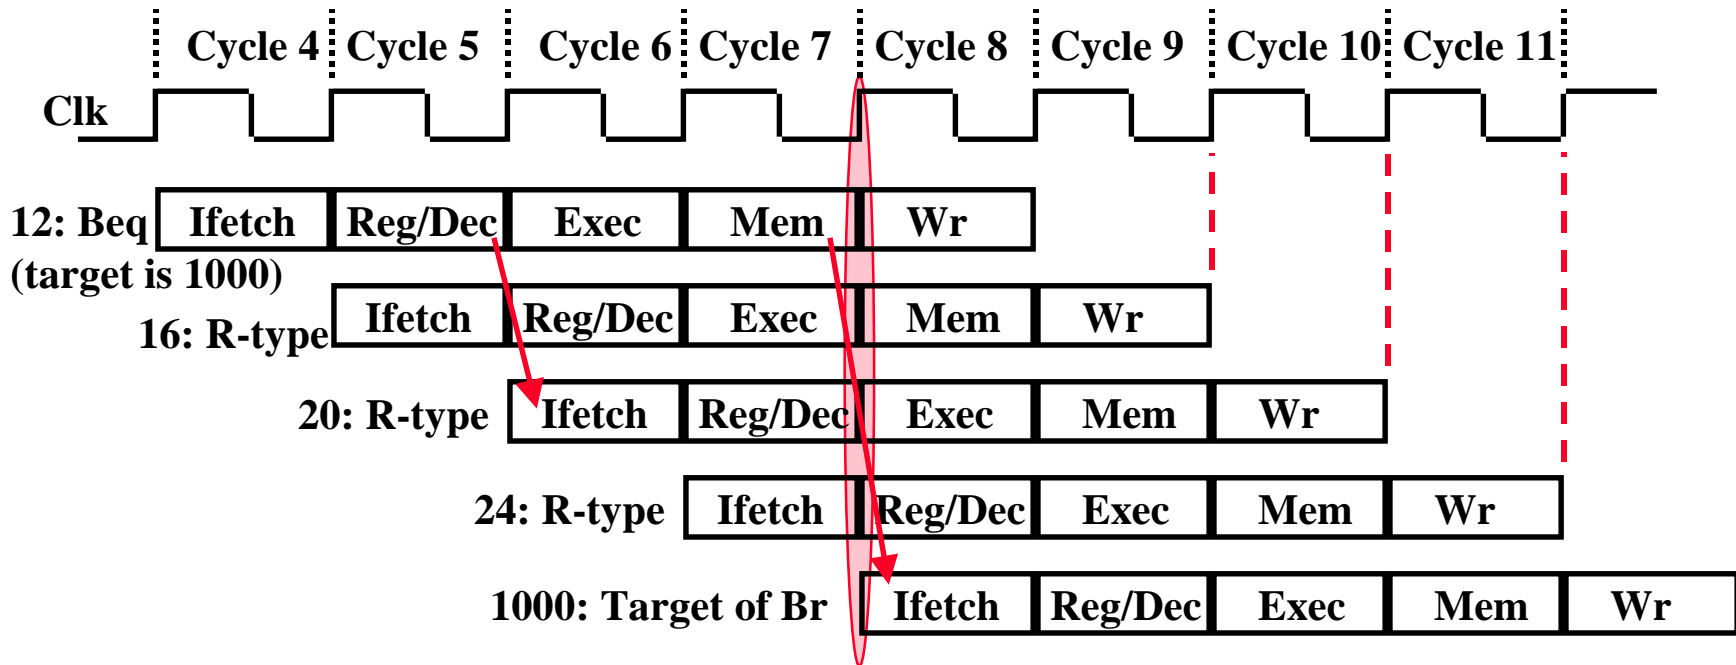 Cycle 4 Cycle 5 Cycle 6 Cycle 7 Cycle 8 Cycle 9 Cycle 10 Cycle 11
Clk
12: Beq Ifetch Reg/Dec Exec Mem Wr
(target is 1000)
16: R-type Ifetch Reg/Dec Exec Mem Wr
20: R-type Ifetch Reg/Dec Exec Mem Wr
24: R-type Ifetch Reg/Dec Exec Mem Wr
1000: Target of Br Ifetch Reg/Dec Exec Mem Wr